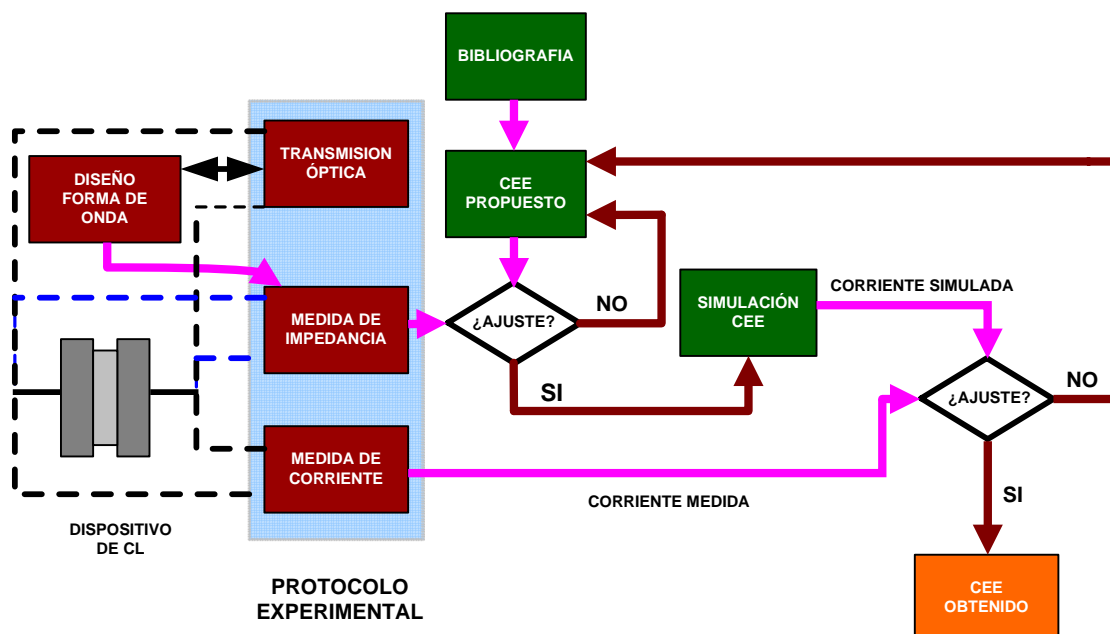 BIBLIOGRAFIA
TRANSMISION
ÓPTICA
DISEÑO
FORMA DE
ONDA
CEE
PROPUESTO
MEDIDA DE
IMPEDANCIA
¿AJUSTE?
NO
SI
SIMULACIÓN
CEE
CORRIENTE SIMULADA
¿AJUSTE?
NO
SI
MEDIDA DE
CORRIENTE
CORRIENTE MEDIDA
DISPOSITIVO
DE CL
PROTOCOLO
EXPERIMENTAL
CEE
OBTENIDO